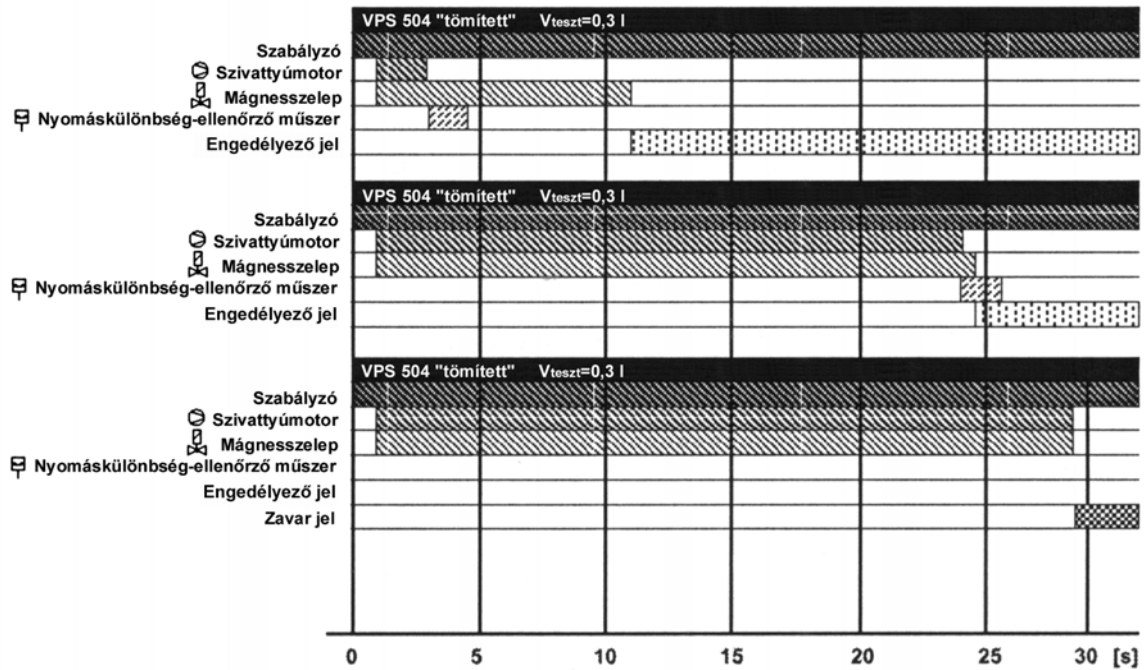 VPS 504 "tömített" Vteszt=0,3 l
Szabályzó
Szivattyúmotor
Mágnesszelep
Nyomáskülönbség-ellenőrző műszer
Engedélyező jel
VPS 504 "tömített" Vteszt=0,3 l
Szabályzó
Szivattyúmotor
Mágnesszelep
Nyomáskülönbség-ellenőrző műszer
Engedélyező jel
VPS 504 "tömített" Vteszt=0,3 l
Szabályzó
Szivattyúmotor
Mágnesszelep
Nyomáskülönbség-ellenőrző műszer
Engedélyező jel
Zavar jel
0 5 10 15 20 25 30 [s]